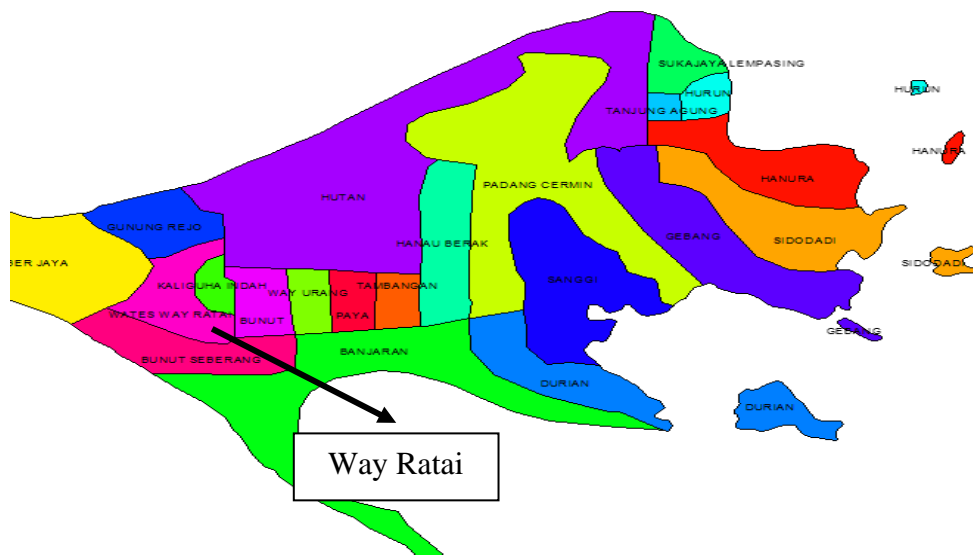 SUKAJAYA LEMPASING
HURUN
HURUN
TANJUNG AGUNG
HANURA
HANURA
HUTAN
PADANG CERMIN
GUNUNG REJO
GEBANG
HANAU BERAK
SIDODADI
BER JAYA
SIDODADI
KALIGUHA INDAH
SANGGI
WAY URANG
TAMBANGAN
WATES WAY RATAI
BUNUT
PAYA
GEBANG
BUNUT SEBERANG
BANJARAN
DURIAN
DURIAN
Way Ratai